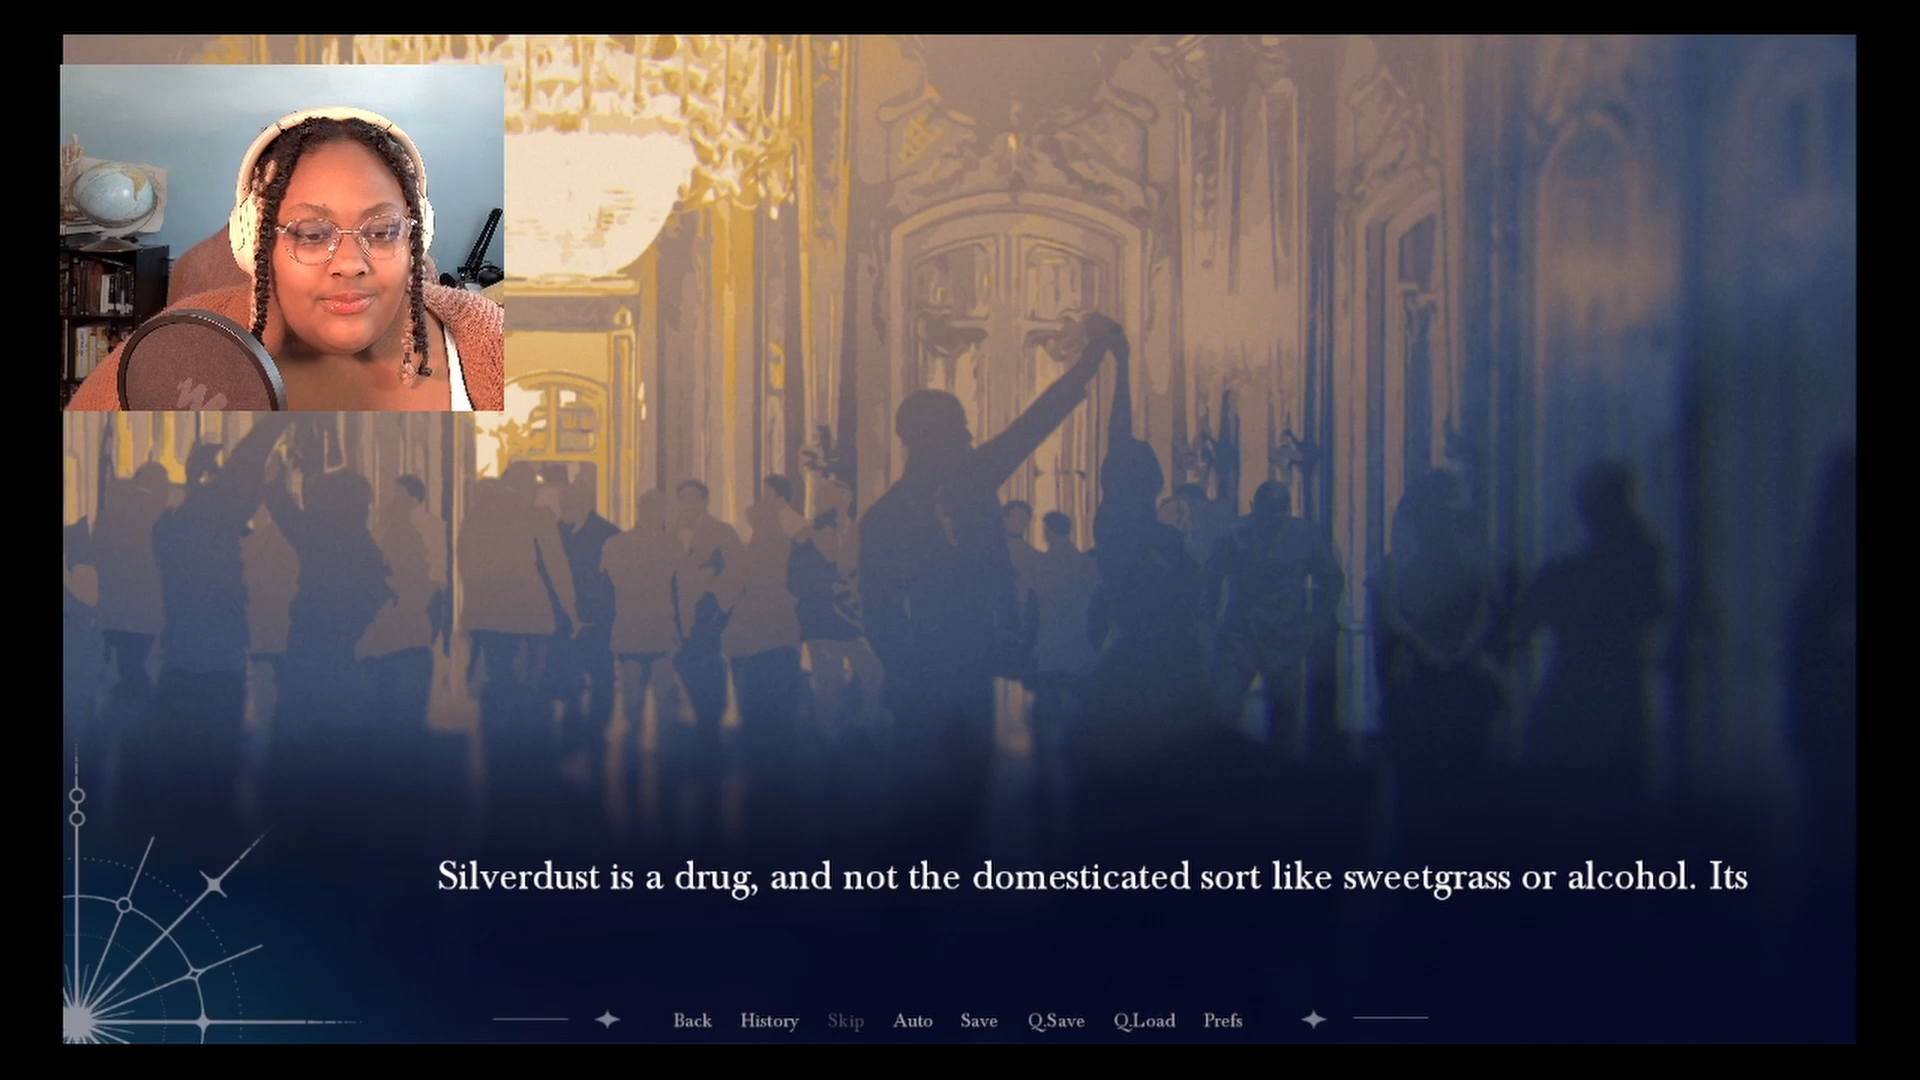 Silverdust is a drug, and not the domesticated sort like sweetgrass or alcohol. Its
Back History Skip Auto Save Q.Save Q.Load Prefs